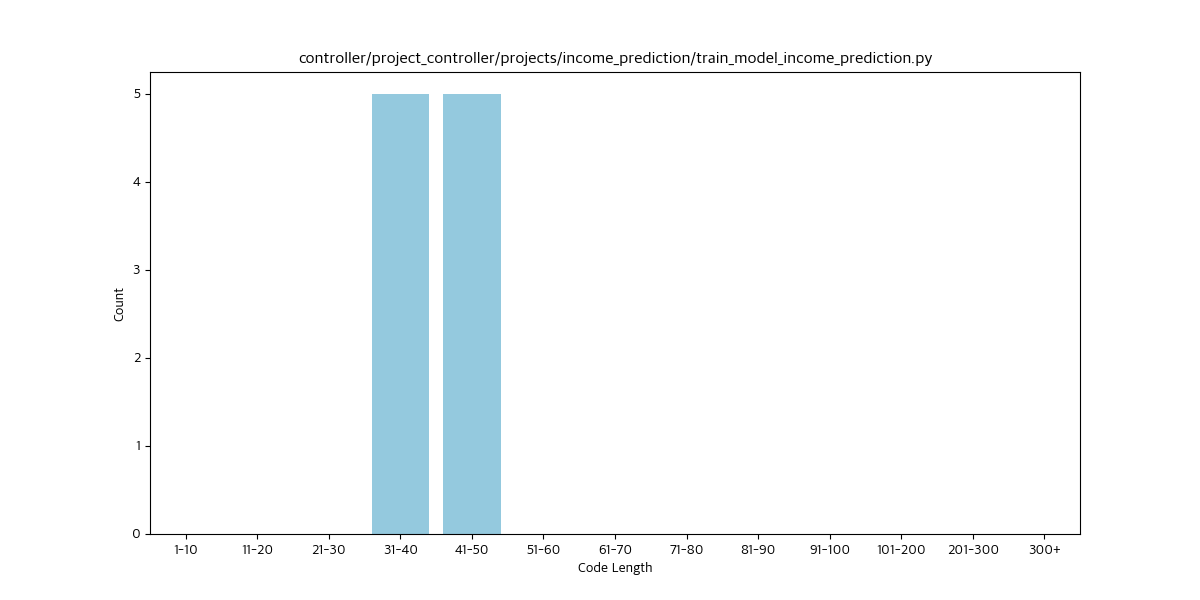 controller/project_controller/projects/income_prediction/train_model_income_prediction.py
5
4
3
2
1
0
Count
1-10 11-20 21-30 31-40 41-50 51-60 61-70 71-80 81-90 91-100 101-200 201-300 300+
Code Length